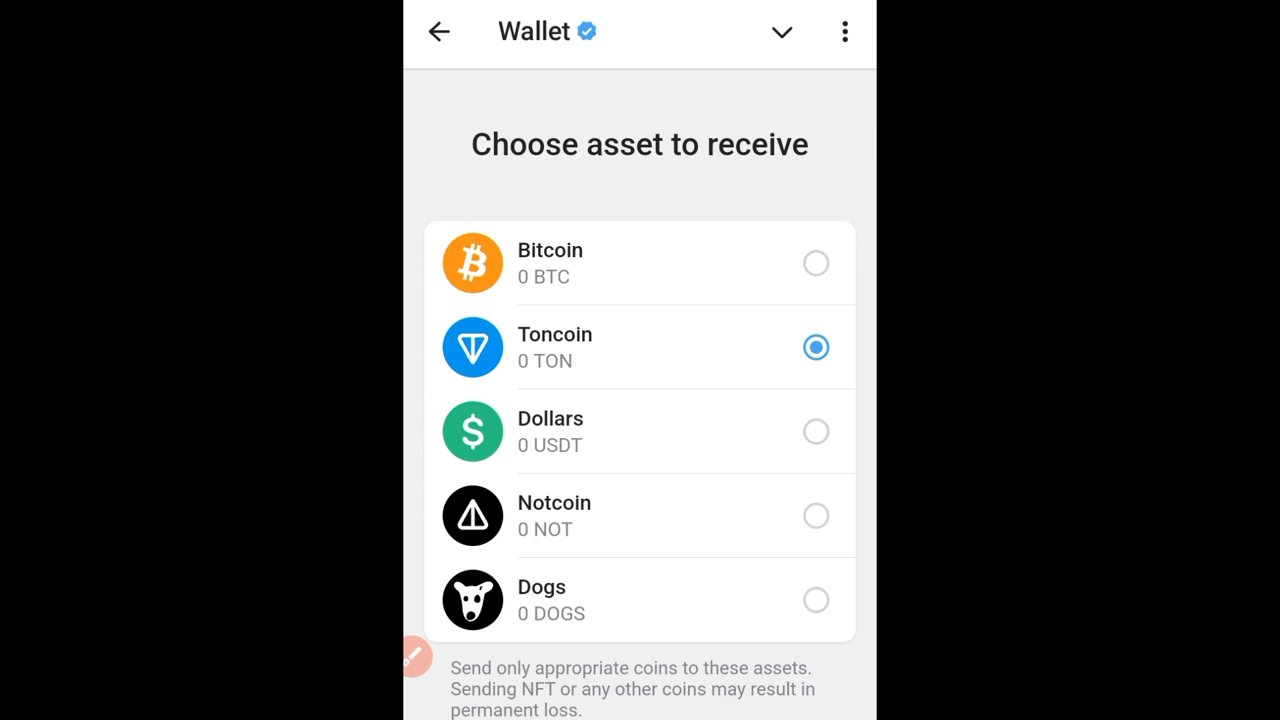 Wallet
Choose asset to receive
Bitcoin
0 BTC
Toncoin
0 TON
Dollars
0 USDT
Notcoin
0 NOT
Dogs
0 DOGS
Send only appropriate coins to these assets.
Sending NFT or any other coins may result in
permanent loss.